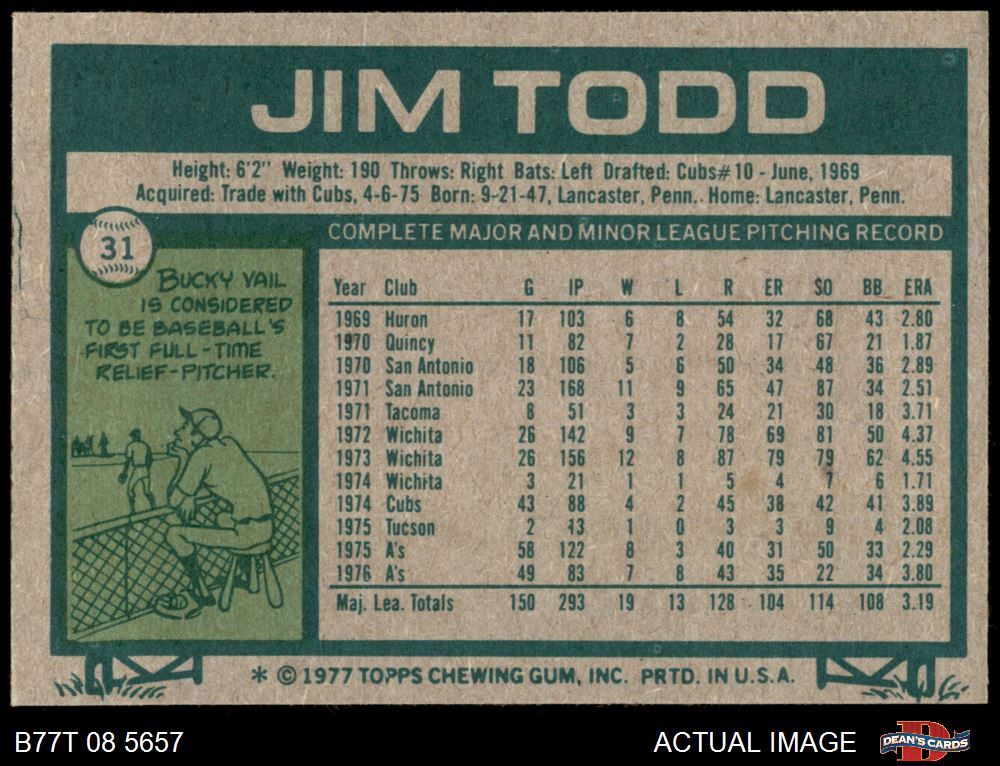 JIM TODD
Height: 6'2" Weight: 190 Throws: Right Bats: Left Drafted: Cubs#10 - June, 1969
Acquired: Trade with Cubs, 4-6-75 Born: 9-21-47, Lancaster, Penn.. Home: Lancaster, Penn.
31
BUCKY VAIL
IS CONSIDERED
TO BE BASEBALL'S
FIRST FULL-TIME
RELIEF-PITCHER.
COMPLETE MAJOR AND MINOR LEAGUE PITCHING RECORD
Year Club G IP W L R ER SO BB ERA
1969 Huron 17 103 6 8 54 32 68 43 2.80
1970 Quincy 11 82 7 2 28 17 67 21 1.87
1970 San Antonio 18 106 5 6 50 34 48 36 2.89
1971 San Antonio 23 168 11 9 65 47 87 34 2.51
1971 Tacoma 8 51 3 3 24 21 30 18 3.71
1972 Wichita 26 142 9 7 78 69 81 50 4.37
1973 Wichita 26 156 12 8 87 79 79 62 4.55
1974 Wichita 3 21 1 1 5 4 7 6 1.71
1974 Cubs 43 88 4 2 45 38 42 41 3.89
1975 Tucson 2 13 1 0 3 3 9 4 2.08
1975 A's 58 122 8 3 40 31 50 33 2.29
1976 A's 49 83 7 8 43 35 22 34 3.80
Maj. Lea. Totals 150 293 19 13 128 104 114 108 3.19
* © 1977 TOPPS CHEWING GUM, INC. PRTD. IN U.S.A.
B77T 08 5657
ACTUAL IMAGE
D
DEAN'S CARDS